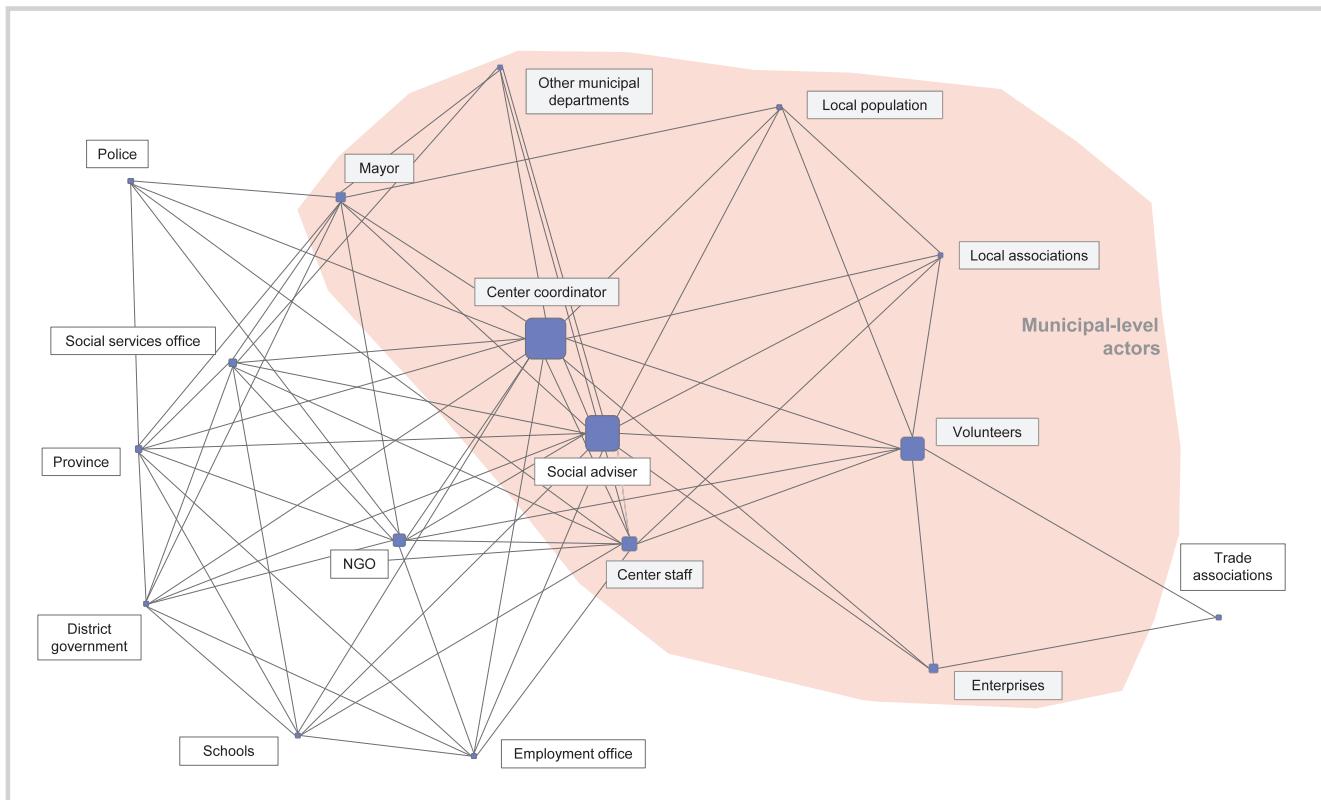 Other municipal
departments
Local population
Police
Mayor
Local associations
Center coordinator
Municipal-level
actors
Social services office
Volunteers
Province
Social adviser
NGO
Center staff
Trade
associations
District
government
Enterprises
Schools
Employment office